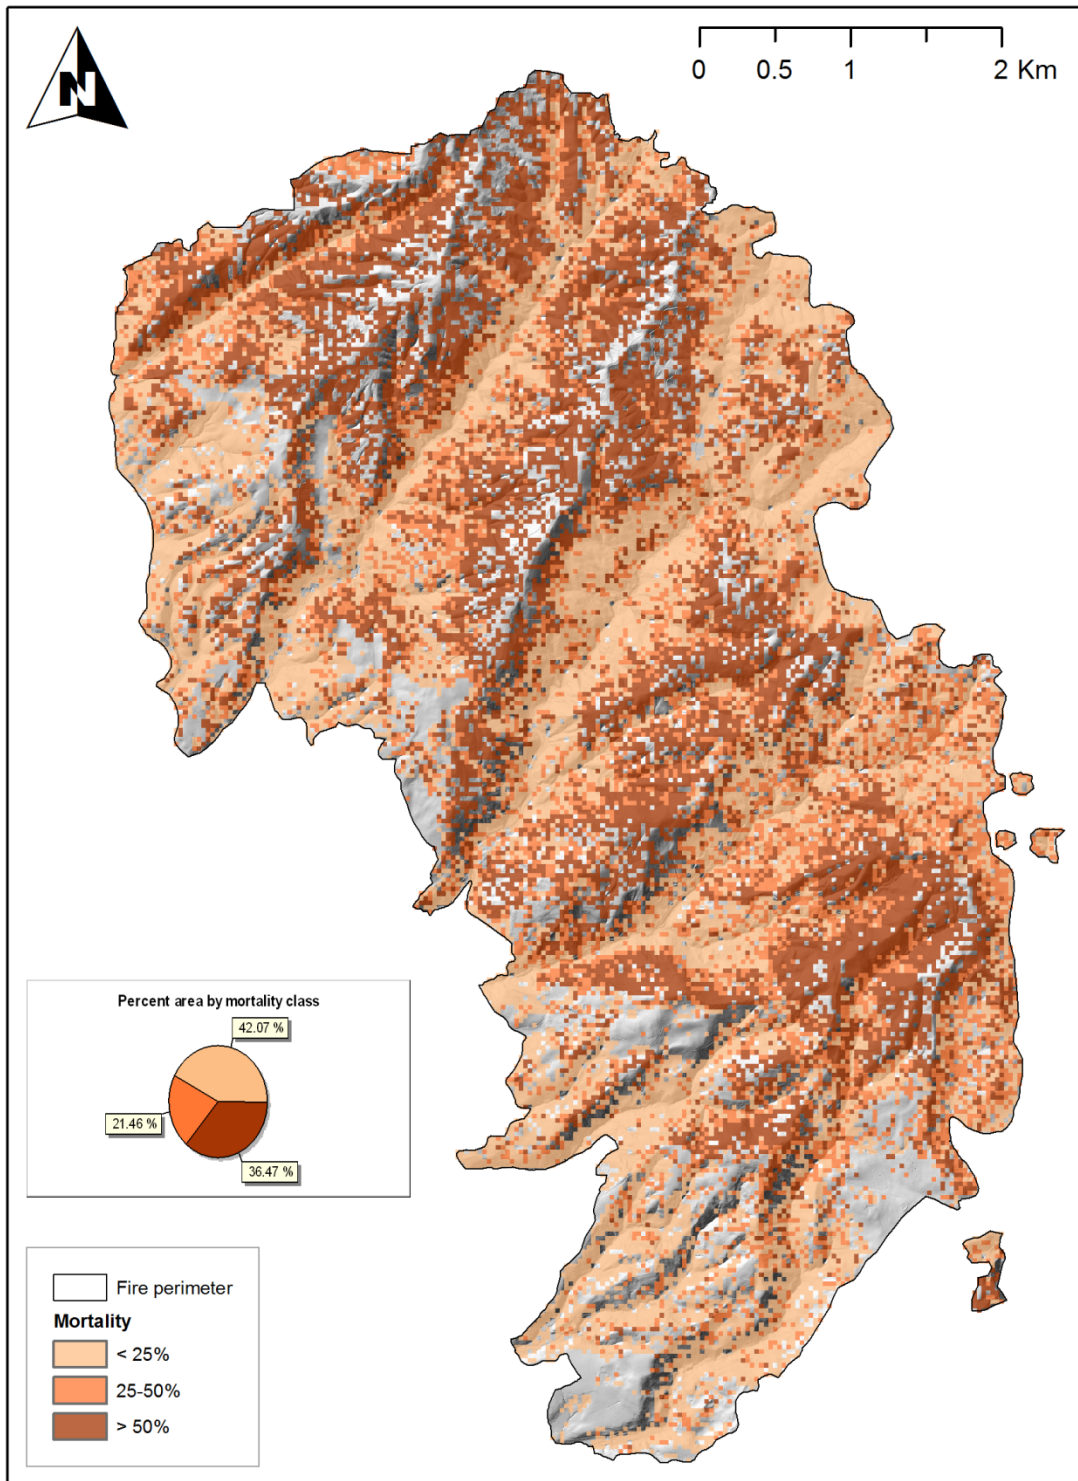 N
0 0.5 1 2 Km
Percent area by mortality class
42.07 %
21.46 %
36.47 %
Fire perimeter
Mortality
< 25%
25-50%
> 50%